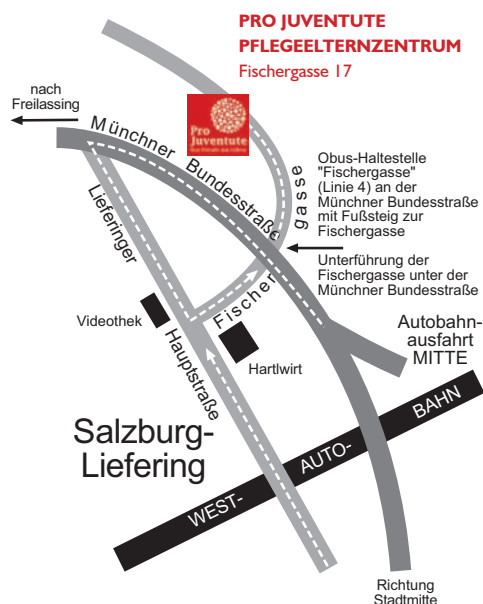 PRO JUVENTUTE
PFLEGEELTERNZENTRUM
Fischergasse 17
nach
Freilassing
Pro
Juventute
Münchner Bundesstraße
gasse
Obus-Haltestelle
"Fischergasse"
(Linie 4) an der
Münchner Bundesstraße
mit Fußsteig zur
Fischergasse
Unterführung der
Fischergasse unter der
Münchner Bundesstraße
Lieferinger
Hauptstraße
Fischer
Videothek
Hartlwirt
Autobahn-
ausfahrt
MITTE
Salzburg-
Liefering
WEST- AUTO- BAHN
Richtung
Stadtmitte